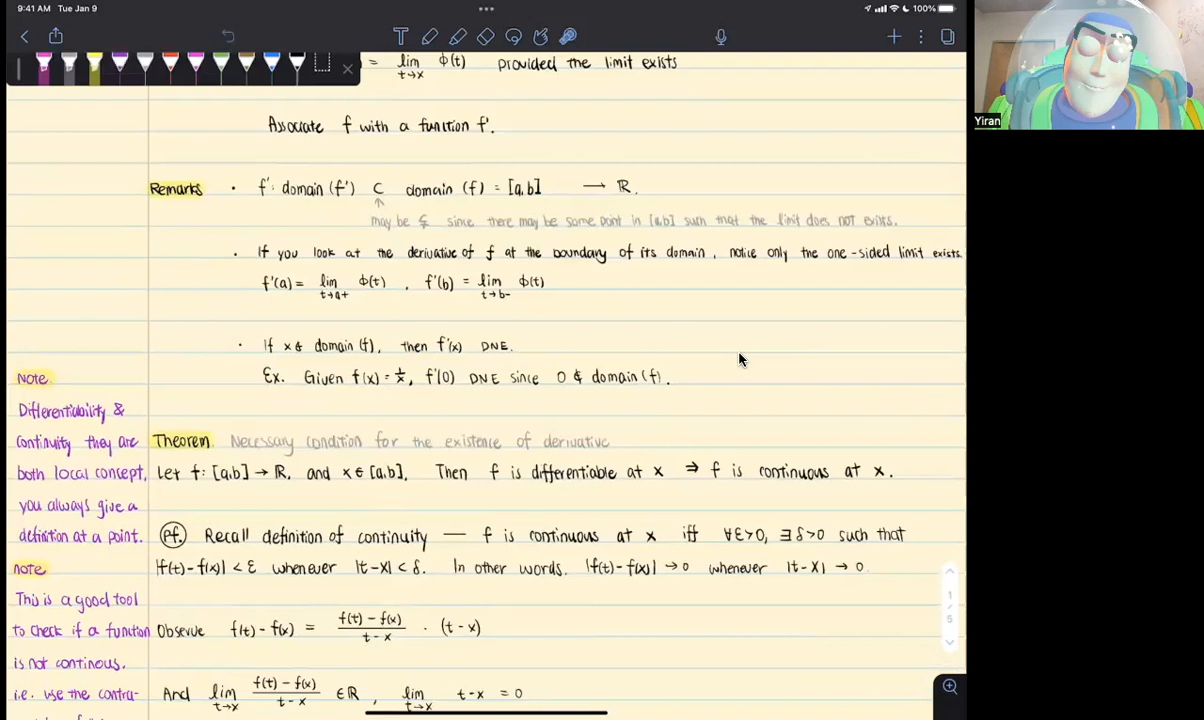 9:41 AM Tue Jan 9
100%
= lim t→x ϕ(t) provided the limit exists
Yiran
Associate f with a function f'.
Remarks · f': domain (f') ⊂ domain (f) = [a,b] → ℝ.
↑
may be ⊊ since there may be some point in [a,b] such that the limit does NOT exists.
· If you look at the derivative of f at the boundary of its domain, notice only the one-sided limit exists.
f'(a) = lim t→a+ ϕ(t) , f'(b) = lim t→b- ϕ(t)
· If x ∉ domain (f), then f'(x) DNE.
Ex. Given f(x) = 1/x, f'(0) DNE since 0 ∉ domain(f).
Note.
Differentiability &
continuity they are
both local concept,
you always give a
definition at a point.
note
This is a good tool
to check if a function
is not continous.
i.e. use the contra-
Theorem. Necessary condition for the existence of derivative
Let f: [a,b] → ℝ, and x ∈ [a,b], Then f is differentiable at x ⇒ f is continuous at x.
Pf. Recall definition of continuity — f is continuous at x iff ∀ε>0, ∃δ>0 such that
|f(t)-f(x)| < ε whenever |t-x| < δ. In other words. |f(t)-f(x)| → 0 whenever |t-x| → 0.
Observe f(t) - f(x) = f(t) - f(x) / t - x · (t-x)
And lim t→x f(t) - f(x) / t - x ∈ ℝ , lim t→x t-x = 0
1
5